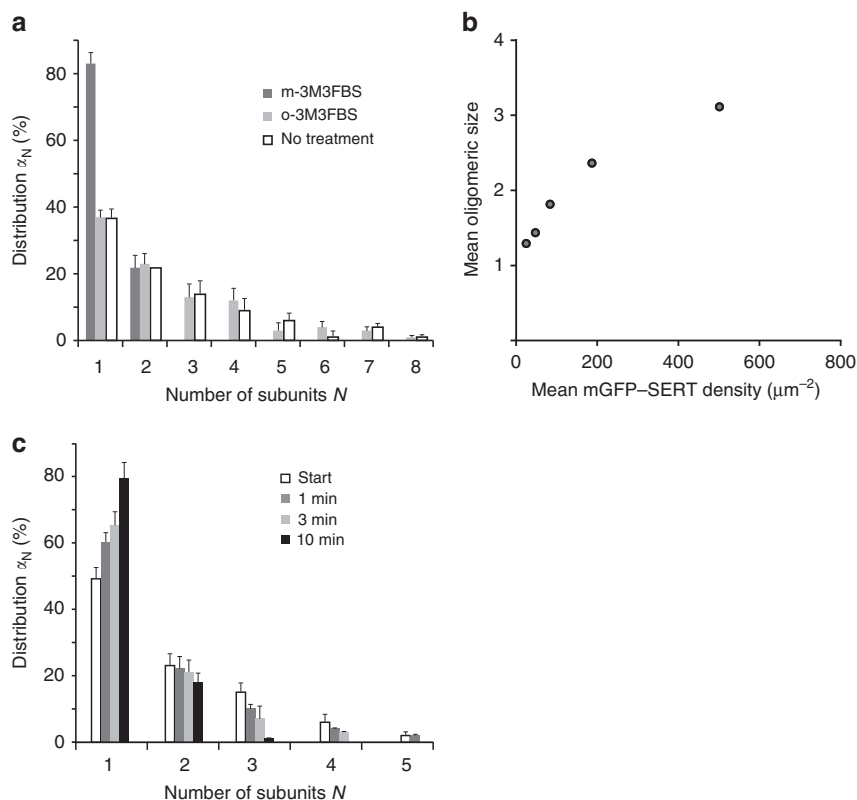 a
80
60
40
20
0
Distribution αN (%)
m-3M3FBS
o-3M3FBS
No treatment
1 2 3 4 5 6 7 8
Number of subunits N
b
4
3
2
1
Mean oligomeric size
0 200 400 600 800
Mean mGFP–SERT density (μm−2)
c
80
60
40
20
0
Distribution αN (%)
Start
1 min
3 min
10 min
1 2 3 4 5
Number of subunits N